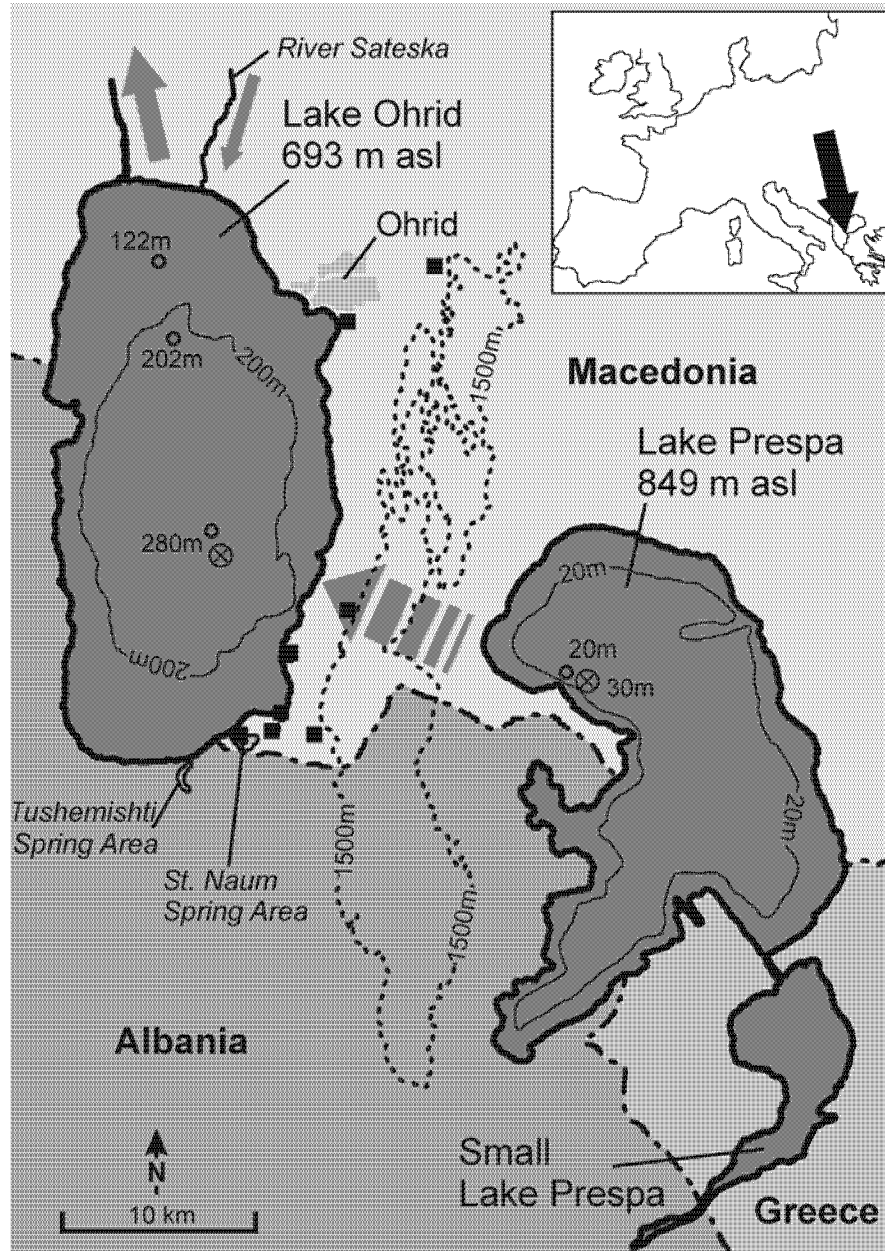 River Sateska
Lake Ohrid
693 m asl
Ohrid
122m
202m
200m
1500m
Macedonia
Lake Prespa
849 m asl
280m
20m
20m
30m
200m
20m
Tushemishti
Spring Area
St. Naum
Spring Area
1500m
1500m
Albania
N
10 km
Small
Lake Prespa
Greece